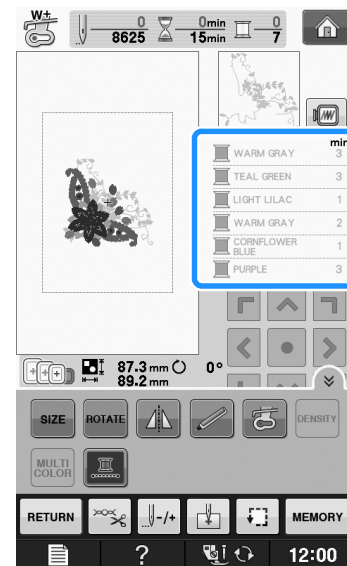 W+
0 0min 0
8625 15min 7
min
WARM GRAY 3
TEAL GREEN 3
LIGHT LILAC 1
WARM GRAY 2
CORNFLOWER
BLUE 1
PURPLE 3
87.3 mm 0°
89.2 mm
SIZE ROTATE DENSITY
MULTI
COLOR
RETURN -/+ MEMORY
? 12:00